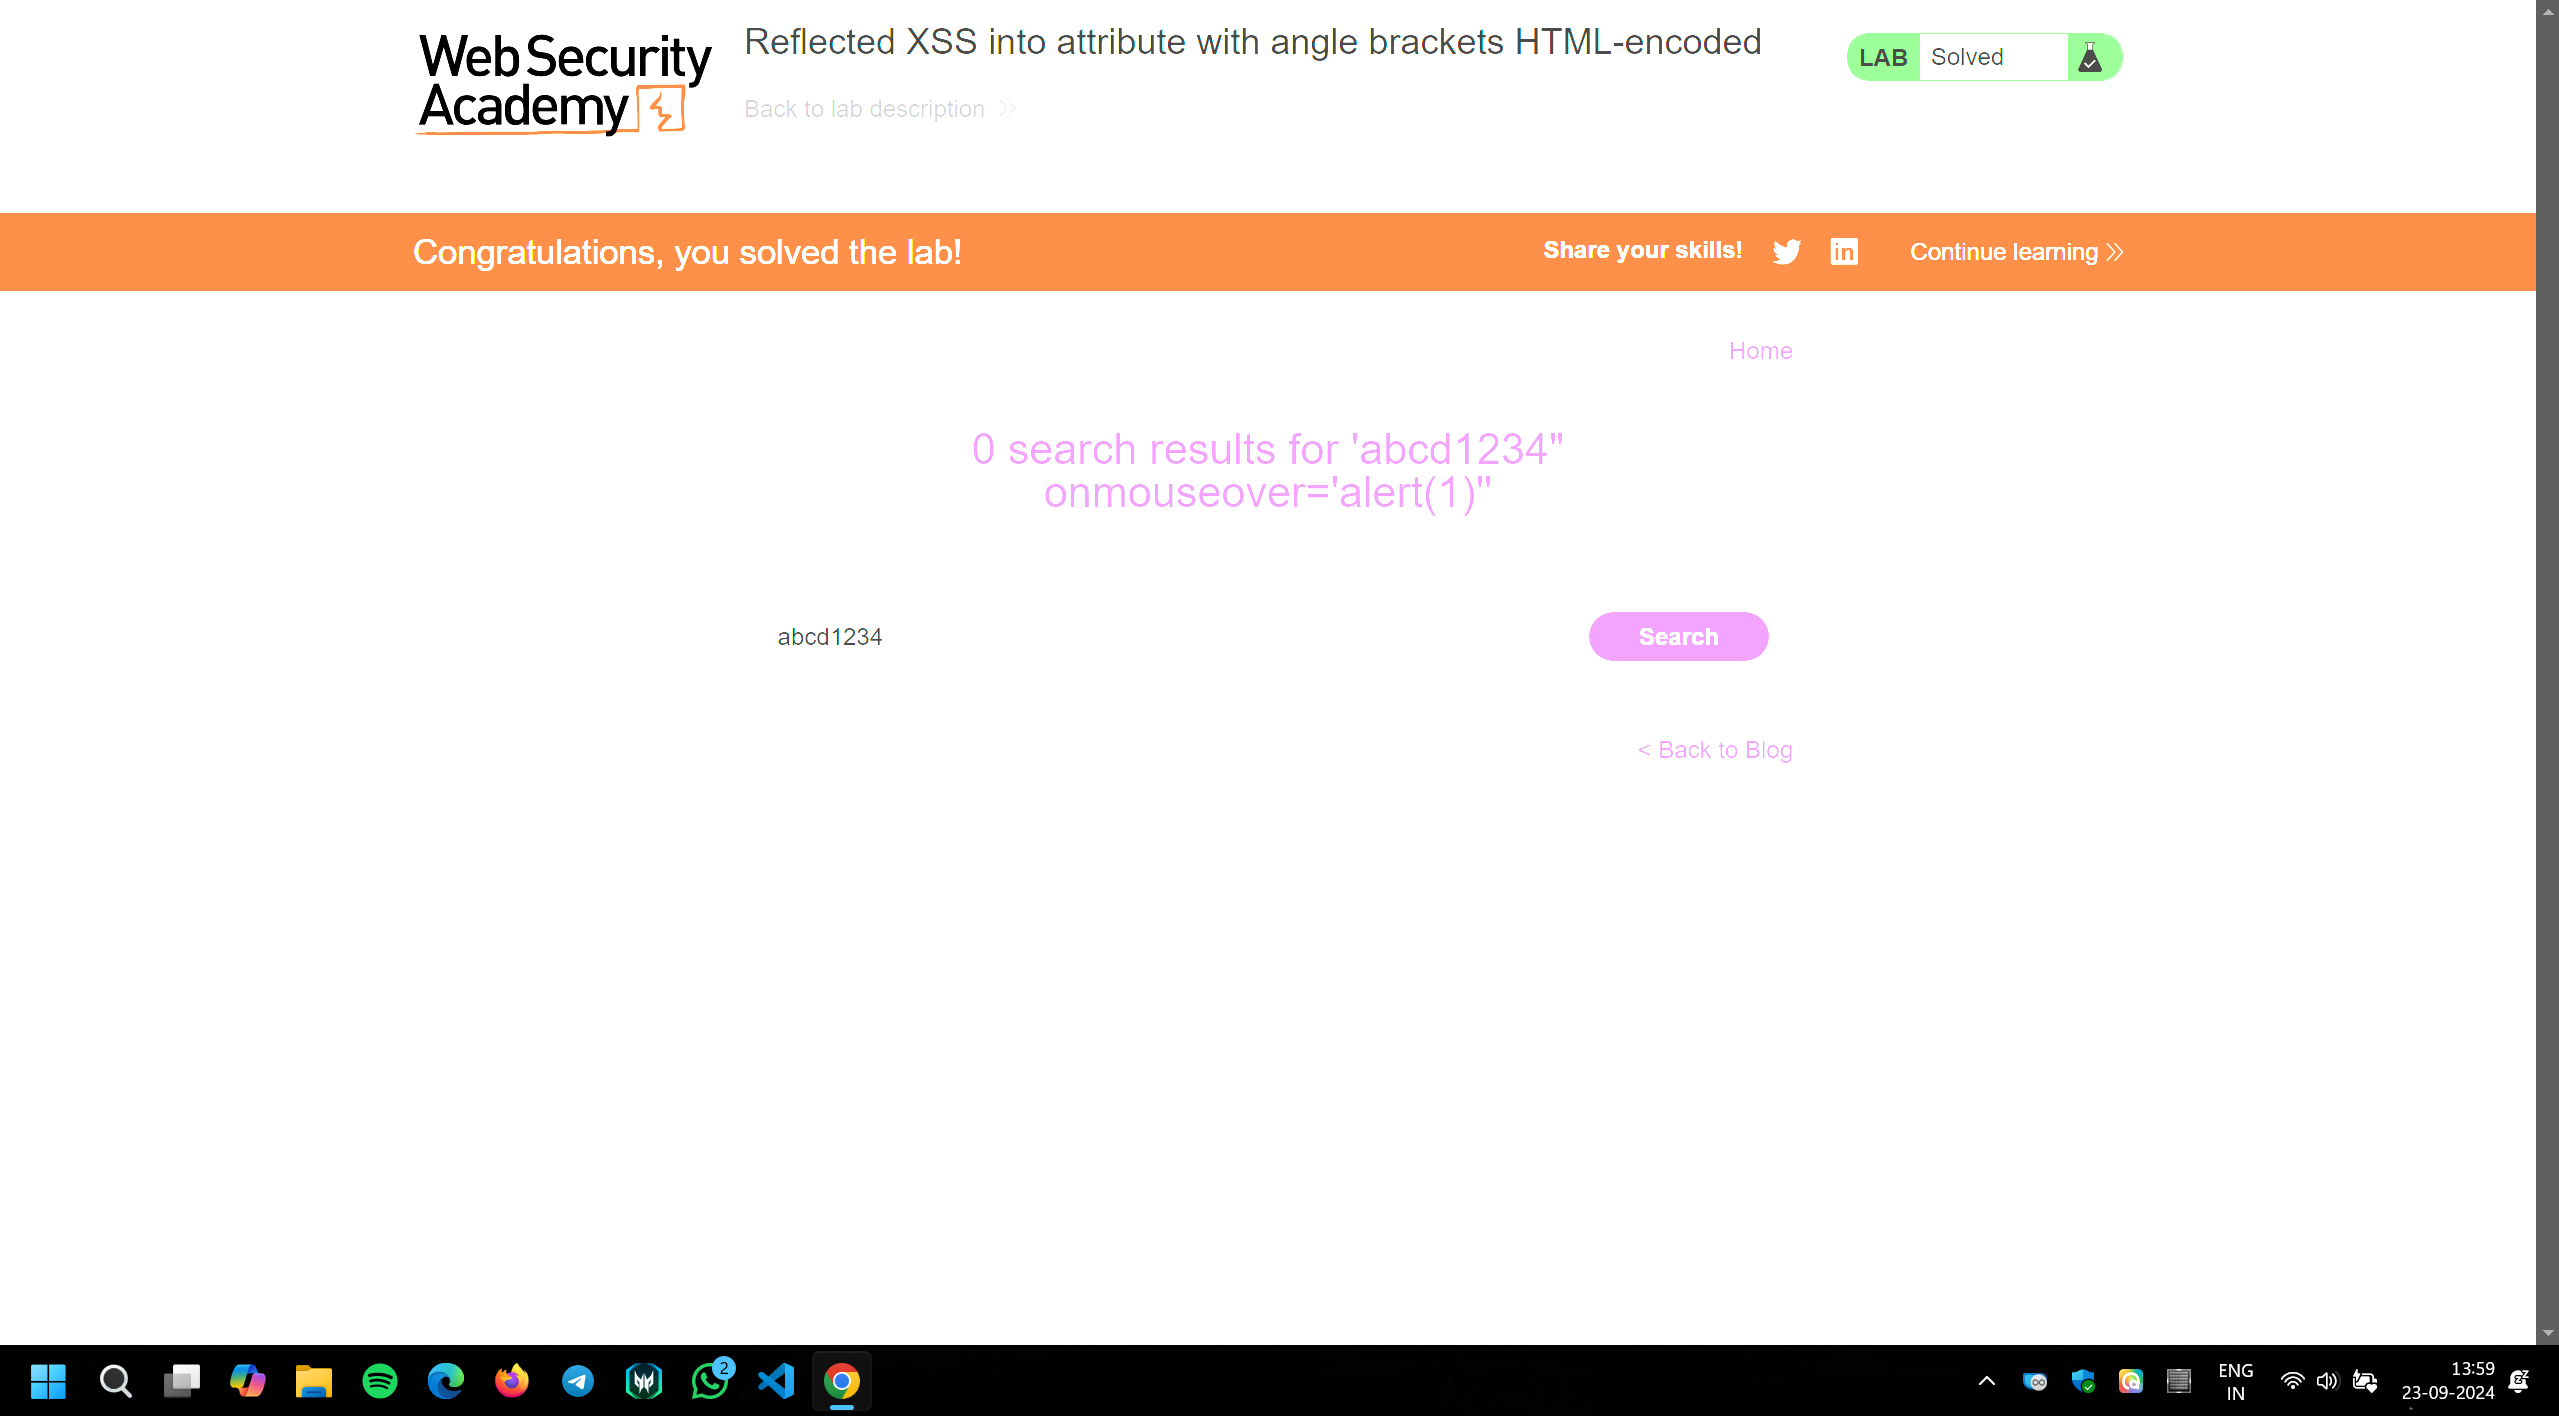 Web Security
Academy
Reflected XSS into attribute with angle brackets HTML-encoded
Back to lab description
LAB Solved
Congratulations, you solved the lab!
Share your skills!
in
Continue learning
Home
0 search results for 'abcd1234"
onmouseover='alert(1)''
abcd1234
Search
< Back to Blog
2
ENG
IN
13:59
23-09-2024